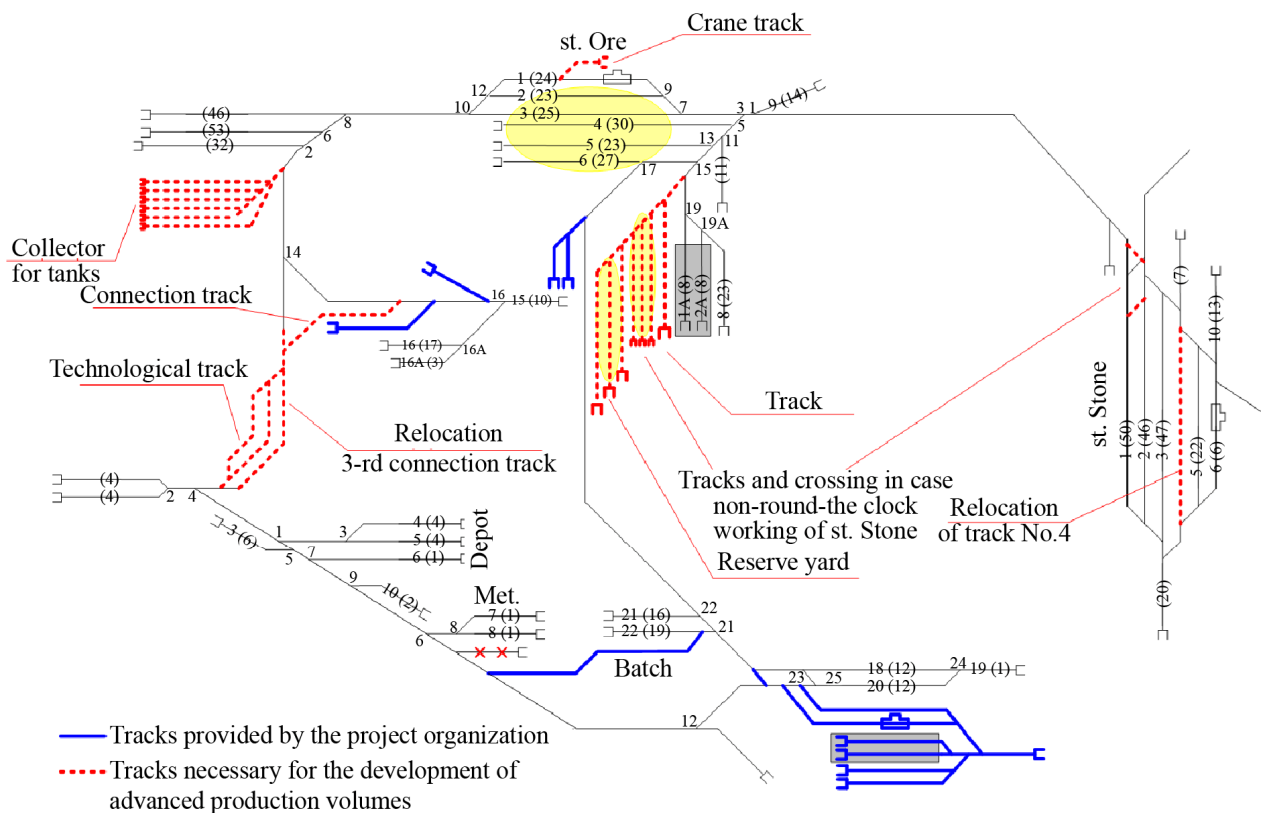 Crane track
st. Ore
1 (24)
12
2 (23)
9
10
3 (25)
7
3
1
9 (14)
4 (30)
5
5 (23)
13
11
6 (27)
17
15
(11)
(46)
8
(53)
6
(32)
2
19
19A
1A (8)
2A (8)
8 (23)
Collector
for tanks
14
Connection track
16
15 (10)
16 (17)
16A
16A (3)
Technological track
Relocation
3-rd connection track
Track
Tracks and crossing in case
non-round-the clock
working of st. Stone
Reserve yard
(7)
10 (13)
st. Stone
1 (50)
2 (46)
3 (47)
5 (22)
6 (6)
Relocation
of track No.4
(20)
(4)
(4)
2
4
3 (6)
1
3
4 (4)
5 (4)
5
7
6 (1)
Depot
9
10 (2)
Met.
7 (1)
8
8 (1)
6
21 (16)
22
22 (19)
21
Batch
18 (12)
24
19 (1)
23
25
20 (12)
12
Tracks provided by the project organization
Tracks necessary for the development of
advanced production volumes